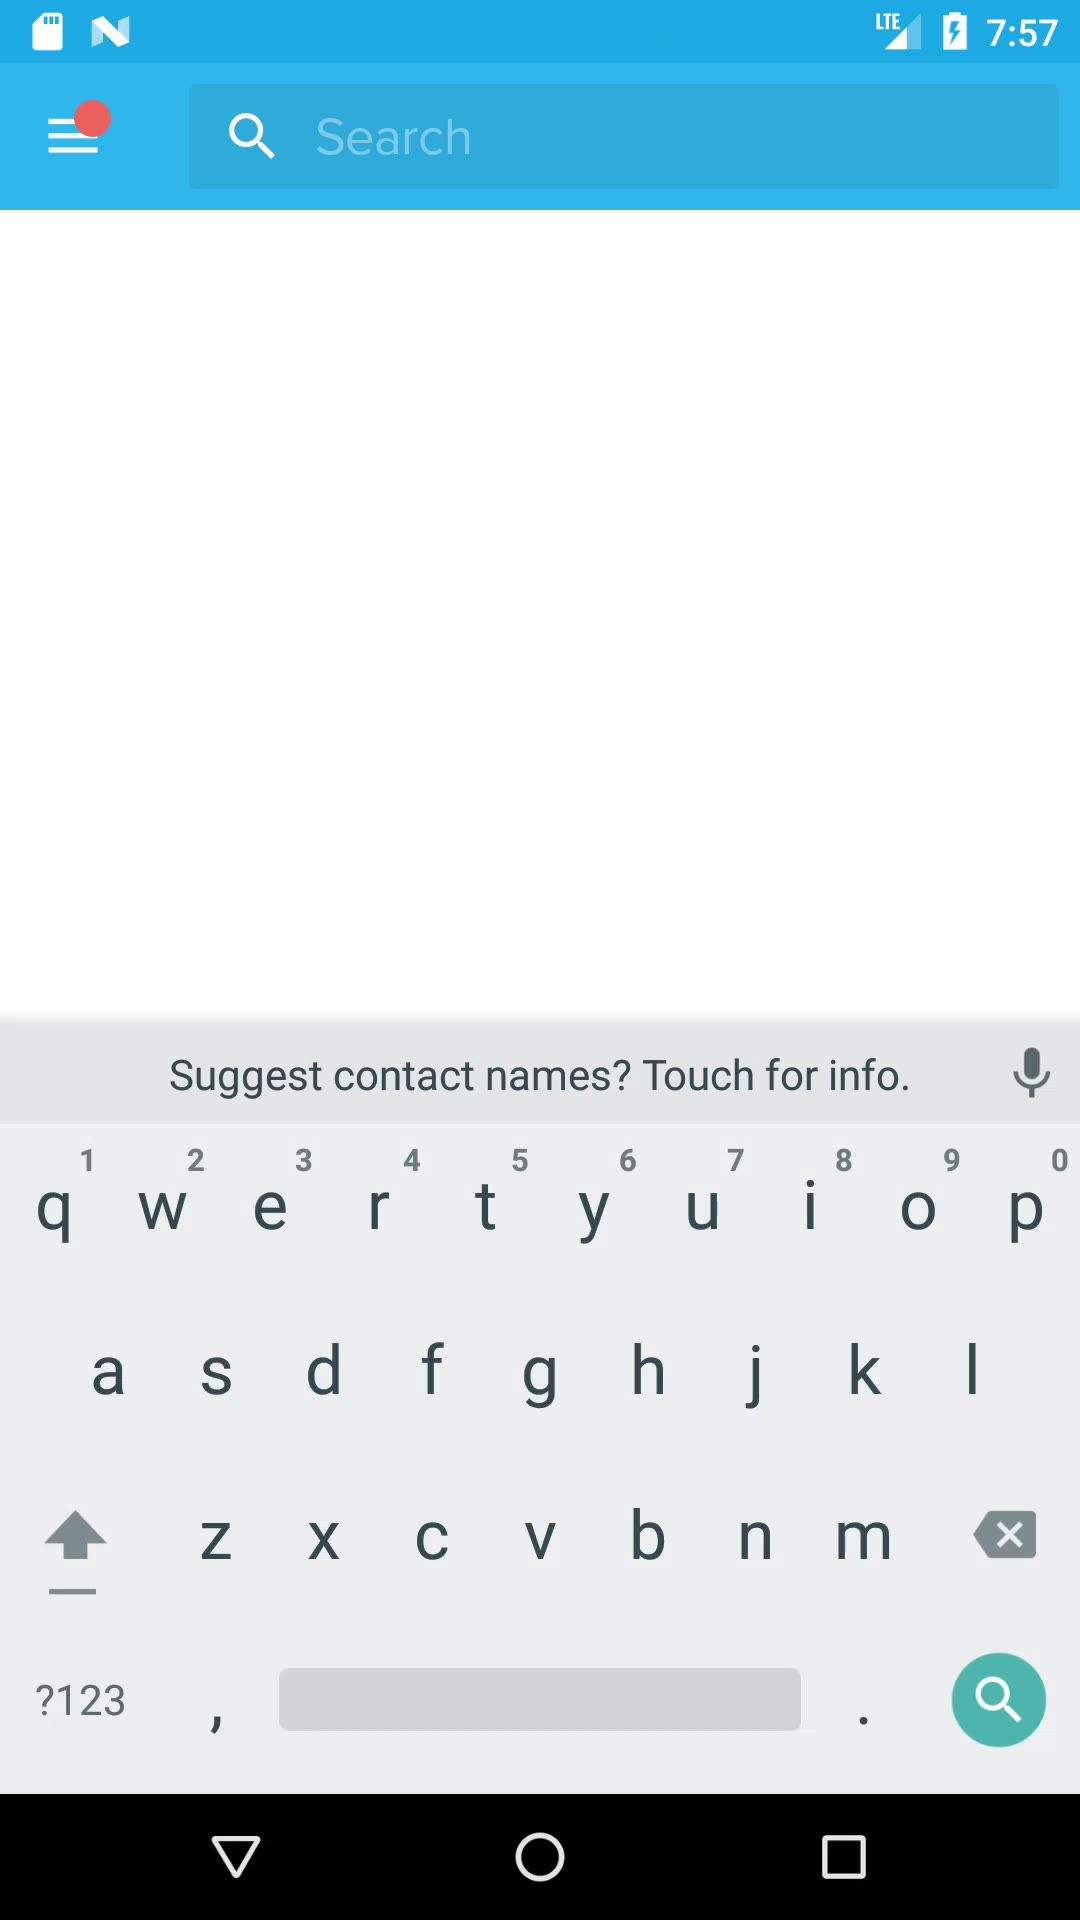 LTE 7:57
Search
Suggest contact names? Touch for info.
1 2 3 4 5 6 7 8 9 0
q w e r t y u i o p
a s d f g h j k l
z x c v b n m
?123 , .